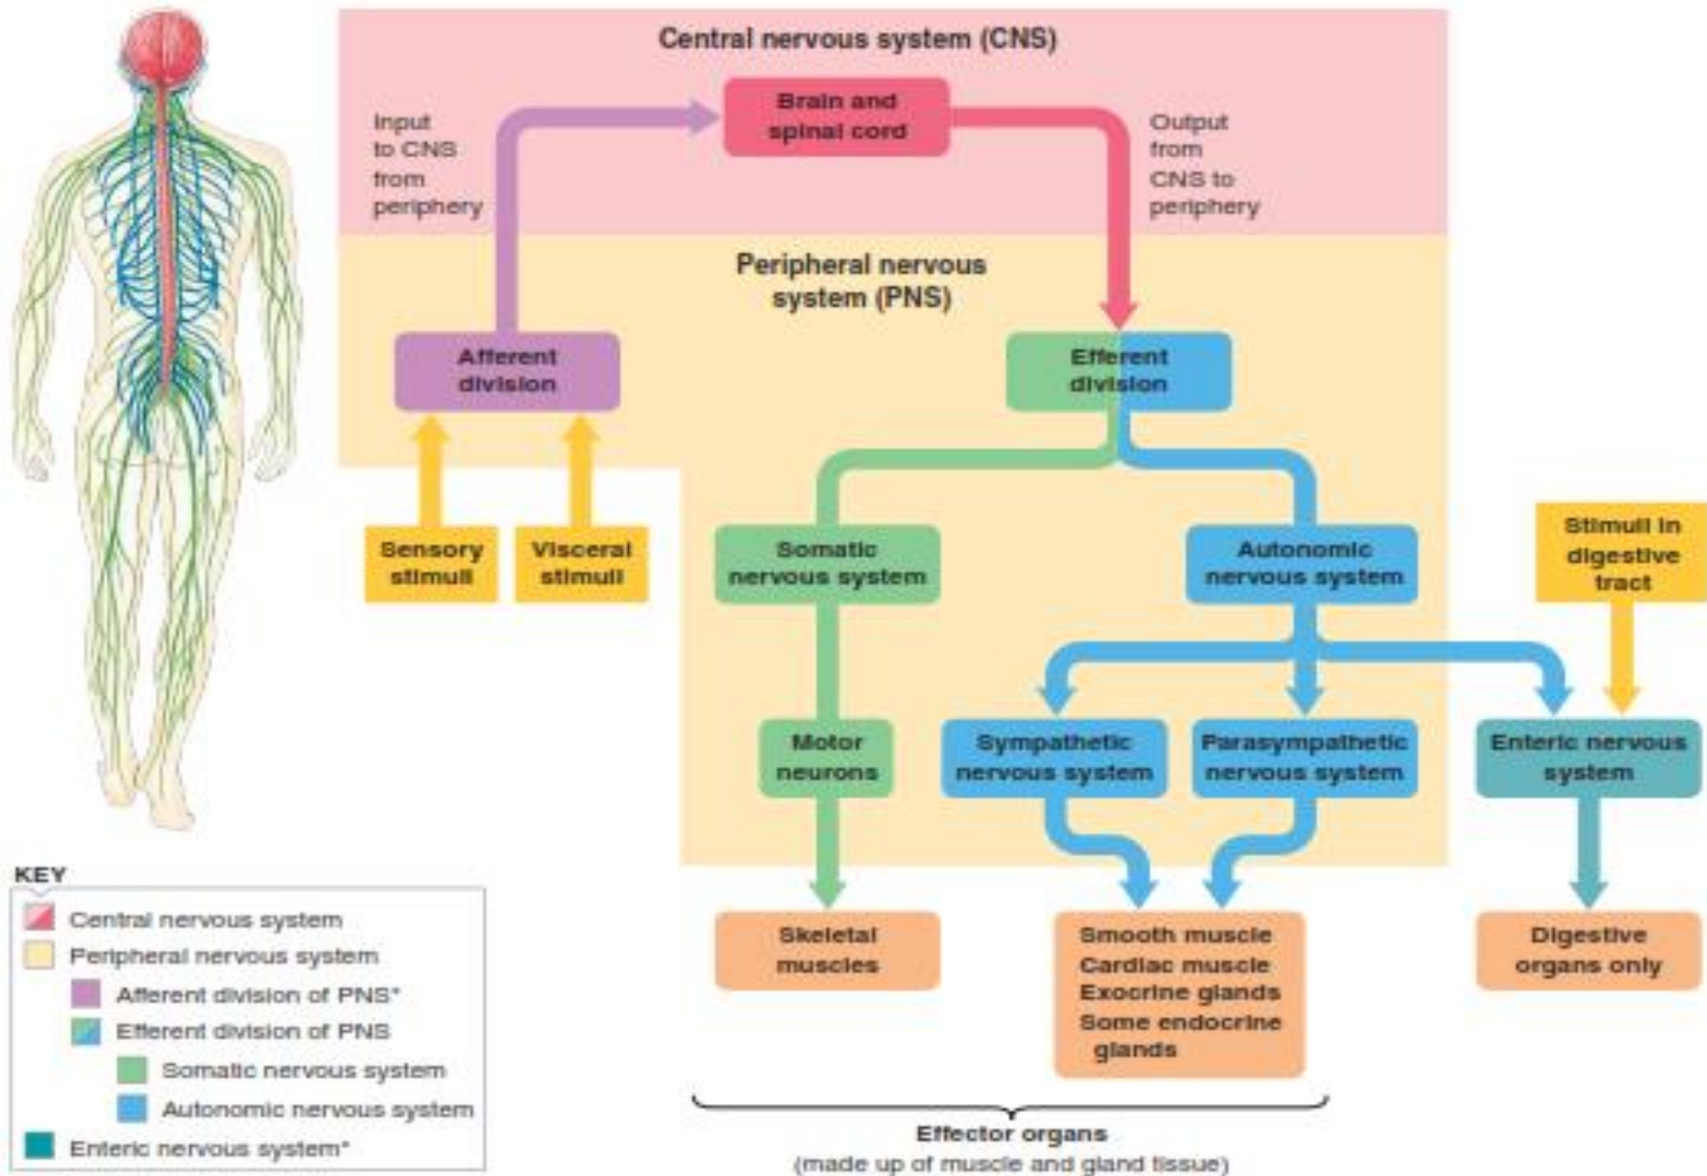 Central nervous system (CNS)
Brain and
spinal cord
Input
to CNS
from
periphery
Output
from
CNS to
periphery
Peripheral nervous
system (PNS)
Afferent
division
Efferent
division
Sensory
stimuli
Visceral
stimuli
Somatic
nervous system
Autonomic
nervous system
Stimuli in
digestive
tract
Motor
neurons
Sympathetic
nervous system
Parasympathetic
nervous system
Enteric nervous
system
Skeletal
muscles
Smooth muscle
Cardiac muscle
Exocrine glands
Some endocrine
glands
Digestive
organs only
Effector organs
(made up of muscle and gland tissue)
KEY
Central nervous system
Peripheral nervous system
Afferent division of PNS*
Efferent division of PNS
Somatic nervous system
Autonomic nervous system
Enteric nervous system*